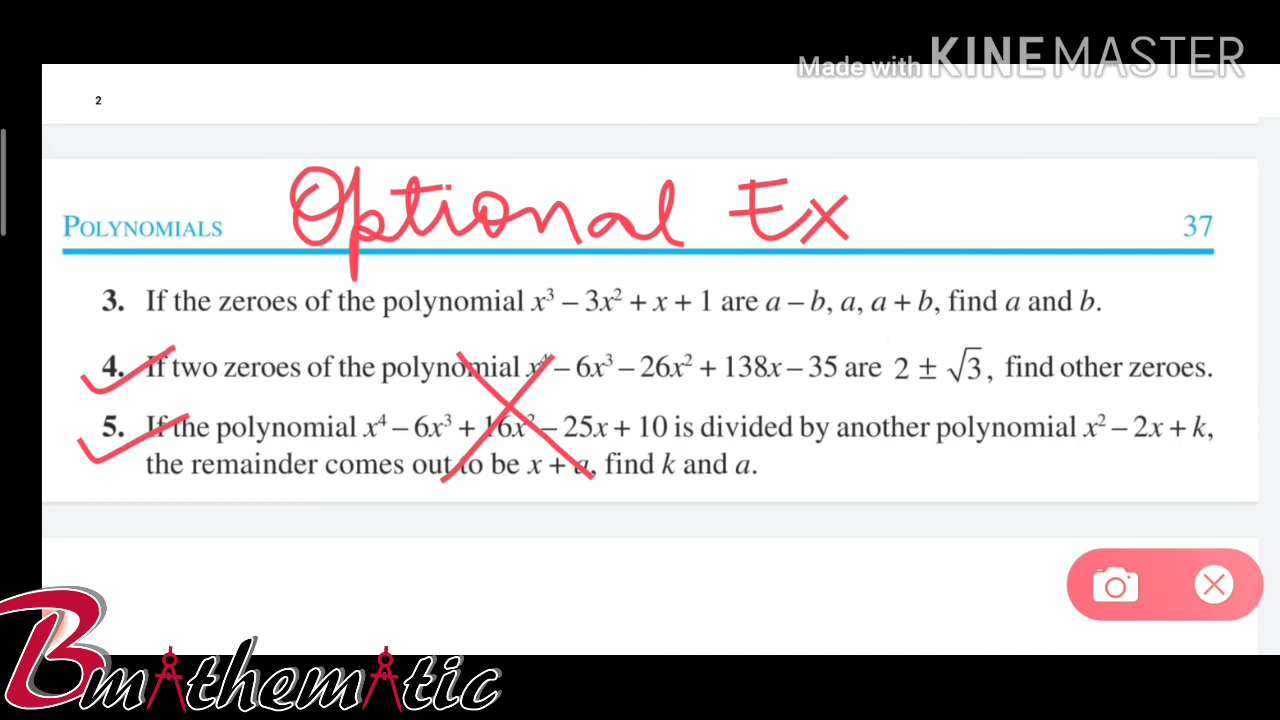 Made with KINEMASTER
2
Optional Ex
POLYNOMIALS 37
3. If the zeroes of the polynomial x³ – 3x² + x + 1 are a – b, a, a + b, find a and b.
4. If two zeroes of the polynomial x⁴ – 6x³ – 26x² + 138x – 35 are 2 ± √3, find other zeroes.
5. If the polynomial x⁴ – 6x³ + 16x² – 25x + 10 is divided by another polynomial x² – 2x + k,
the remainder comes out to be x + a, find k and a.
Bmathematic